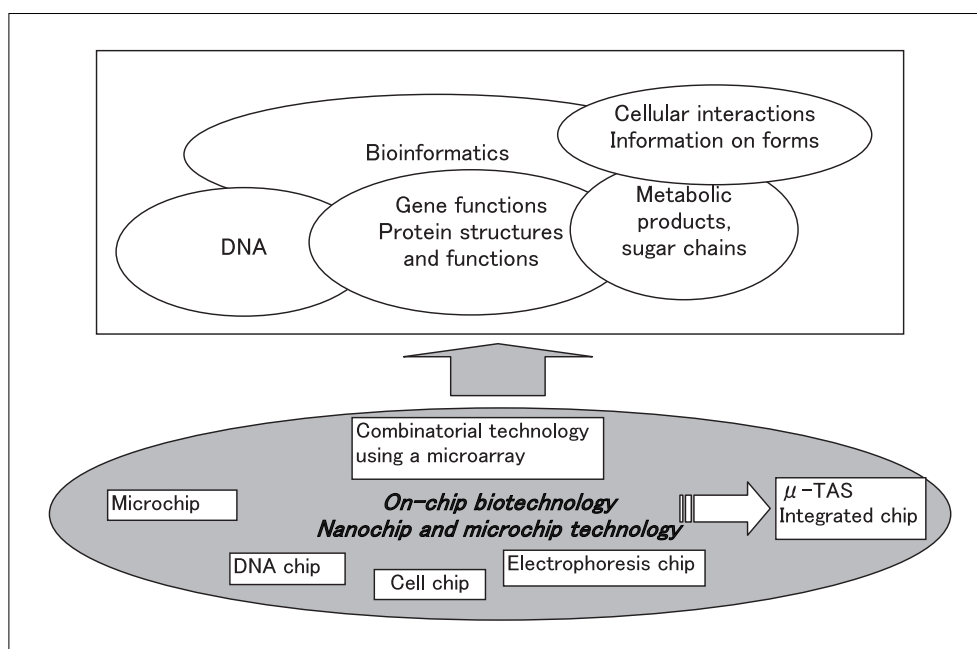 Cellular interactions
Information on forms
Bioinformatics
Metabolic
products,
sugar chains
Gene functions
Protein structures
and functions
DNA
Combinatorial technology
using a microarray
On-chip biotechnology
Nanochip and microchip technology
Microchip
μ-TAS
Integrated chip
DNA chip
Cell chip
Electrophoresis chip